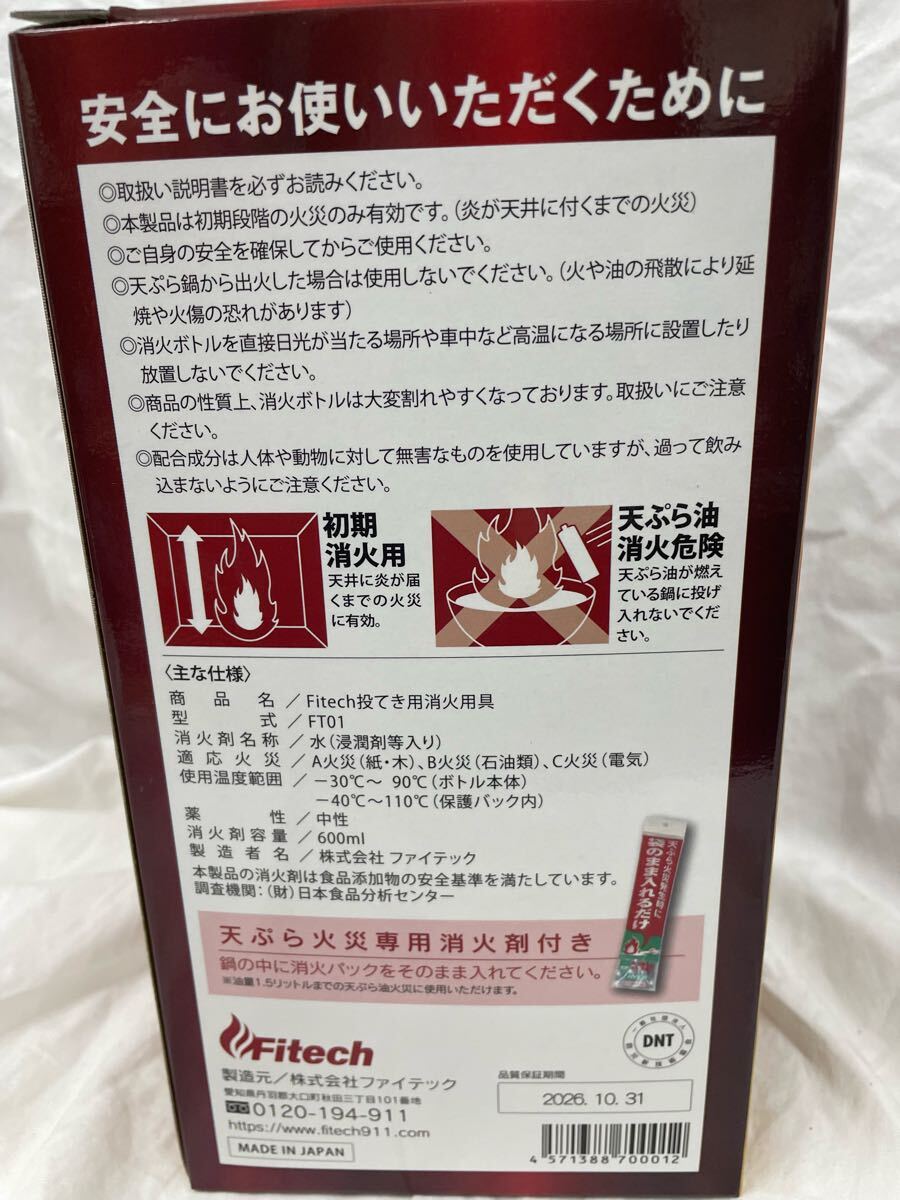 安全にお使いいただくために
◎取扱い説明書を必ずお読みください。
◎本製品は初期段階の火災のみ有効です。(炎が天井に付くまでの火災)
◎ご自身の安全を確保してからご使用ください。
◎天ぷら鍋から出火した場合は使用しないでください。(火や油の飛散により延
焼や火傷の恐れがあります)
◎消火ボトルを直接日光が当たる場所や車中など高温になる場所に設置したり
放置しないでください。
◎商品の性質上、消火ボトルは大変割れやすくなっております。取扱いにご注意
ください。
◎配合成分は人体や動物に対して無害なものを使用していますが、過って飲み
込まないようにご注意ください。
初期
消火用
天井に炎が届
くまでの火災
に有効。
天ぷら油
消火危険
天ぷら油が燃え
ている鍋に投げ
入れないでくだ
さい。
〈主な仕様〉
商品名/Fitech投てき用消火用具
型式/FT01
消火剤名称/水(浸潤剤等入り)
適応火災/A火災(紙・木)、B火災(石油類)、C火災(電気)
使用温度範囲/−30℃〜 90℃(ボトル本体)
−40℃〜110℃(保護パック内)
薬性/中性
消火剤容量/600ml
製造者名/株式会社 ファイテック
本製品の消火剤は食品添加物の安全基準を満たしています。
調査機関:(財)日本食品分析センター
天ぷら火災発生時に
袋のまま入れるだけ
天ぷら火災専用消火剤付き
鍋の中に消火パックをそのまま入れてください。
※油量1.5リットルまでの天ぷら油火災に使用いただけます。
Fitech
製造元/株式会社ファイテック
愛知県丹羽郡大口町秋田三丁目101番地
0120-194-911
https://www.fitech911.com/
MADE IN JAPAN
DNT
品質保証期間
2026. 10. 31
4 571388 700012